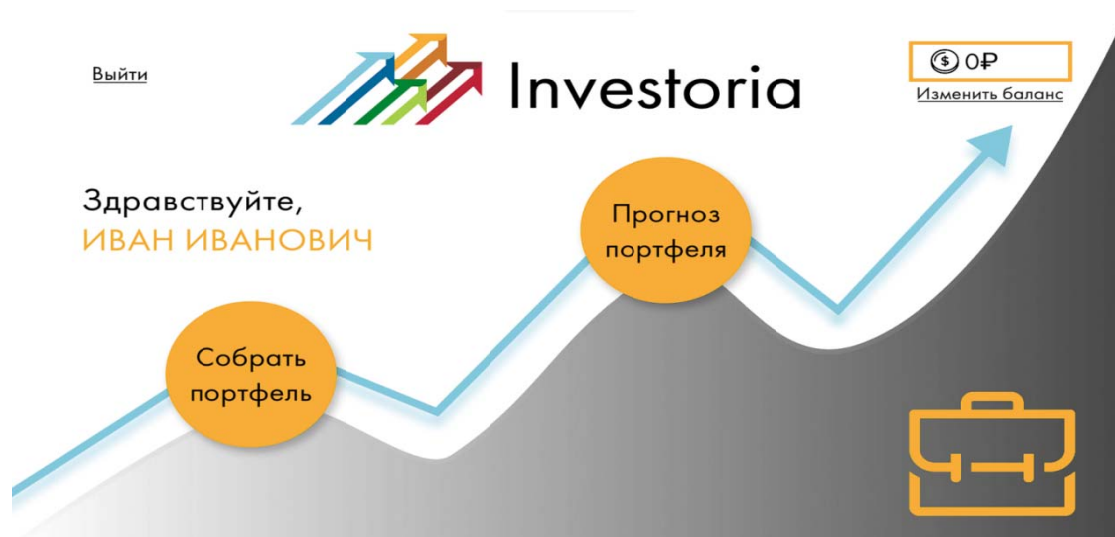 Выйти
Investoria
$ 0₽
Изменить баланс
Здравствуйте,
ИВАН ИВАНОВИЧ
Прогноз
портфеля
Собрать
портфель